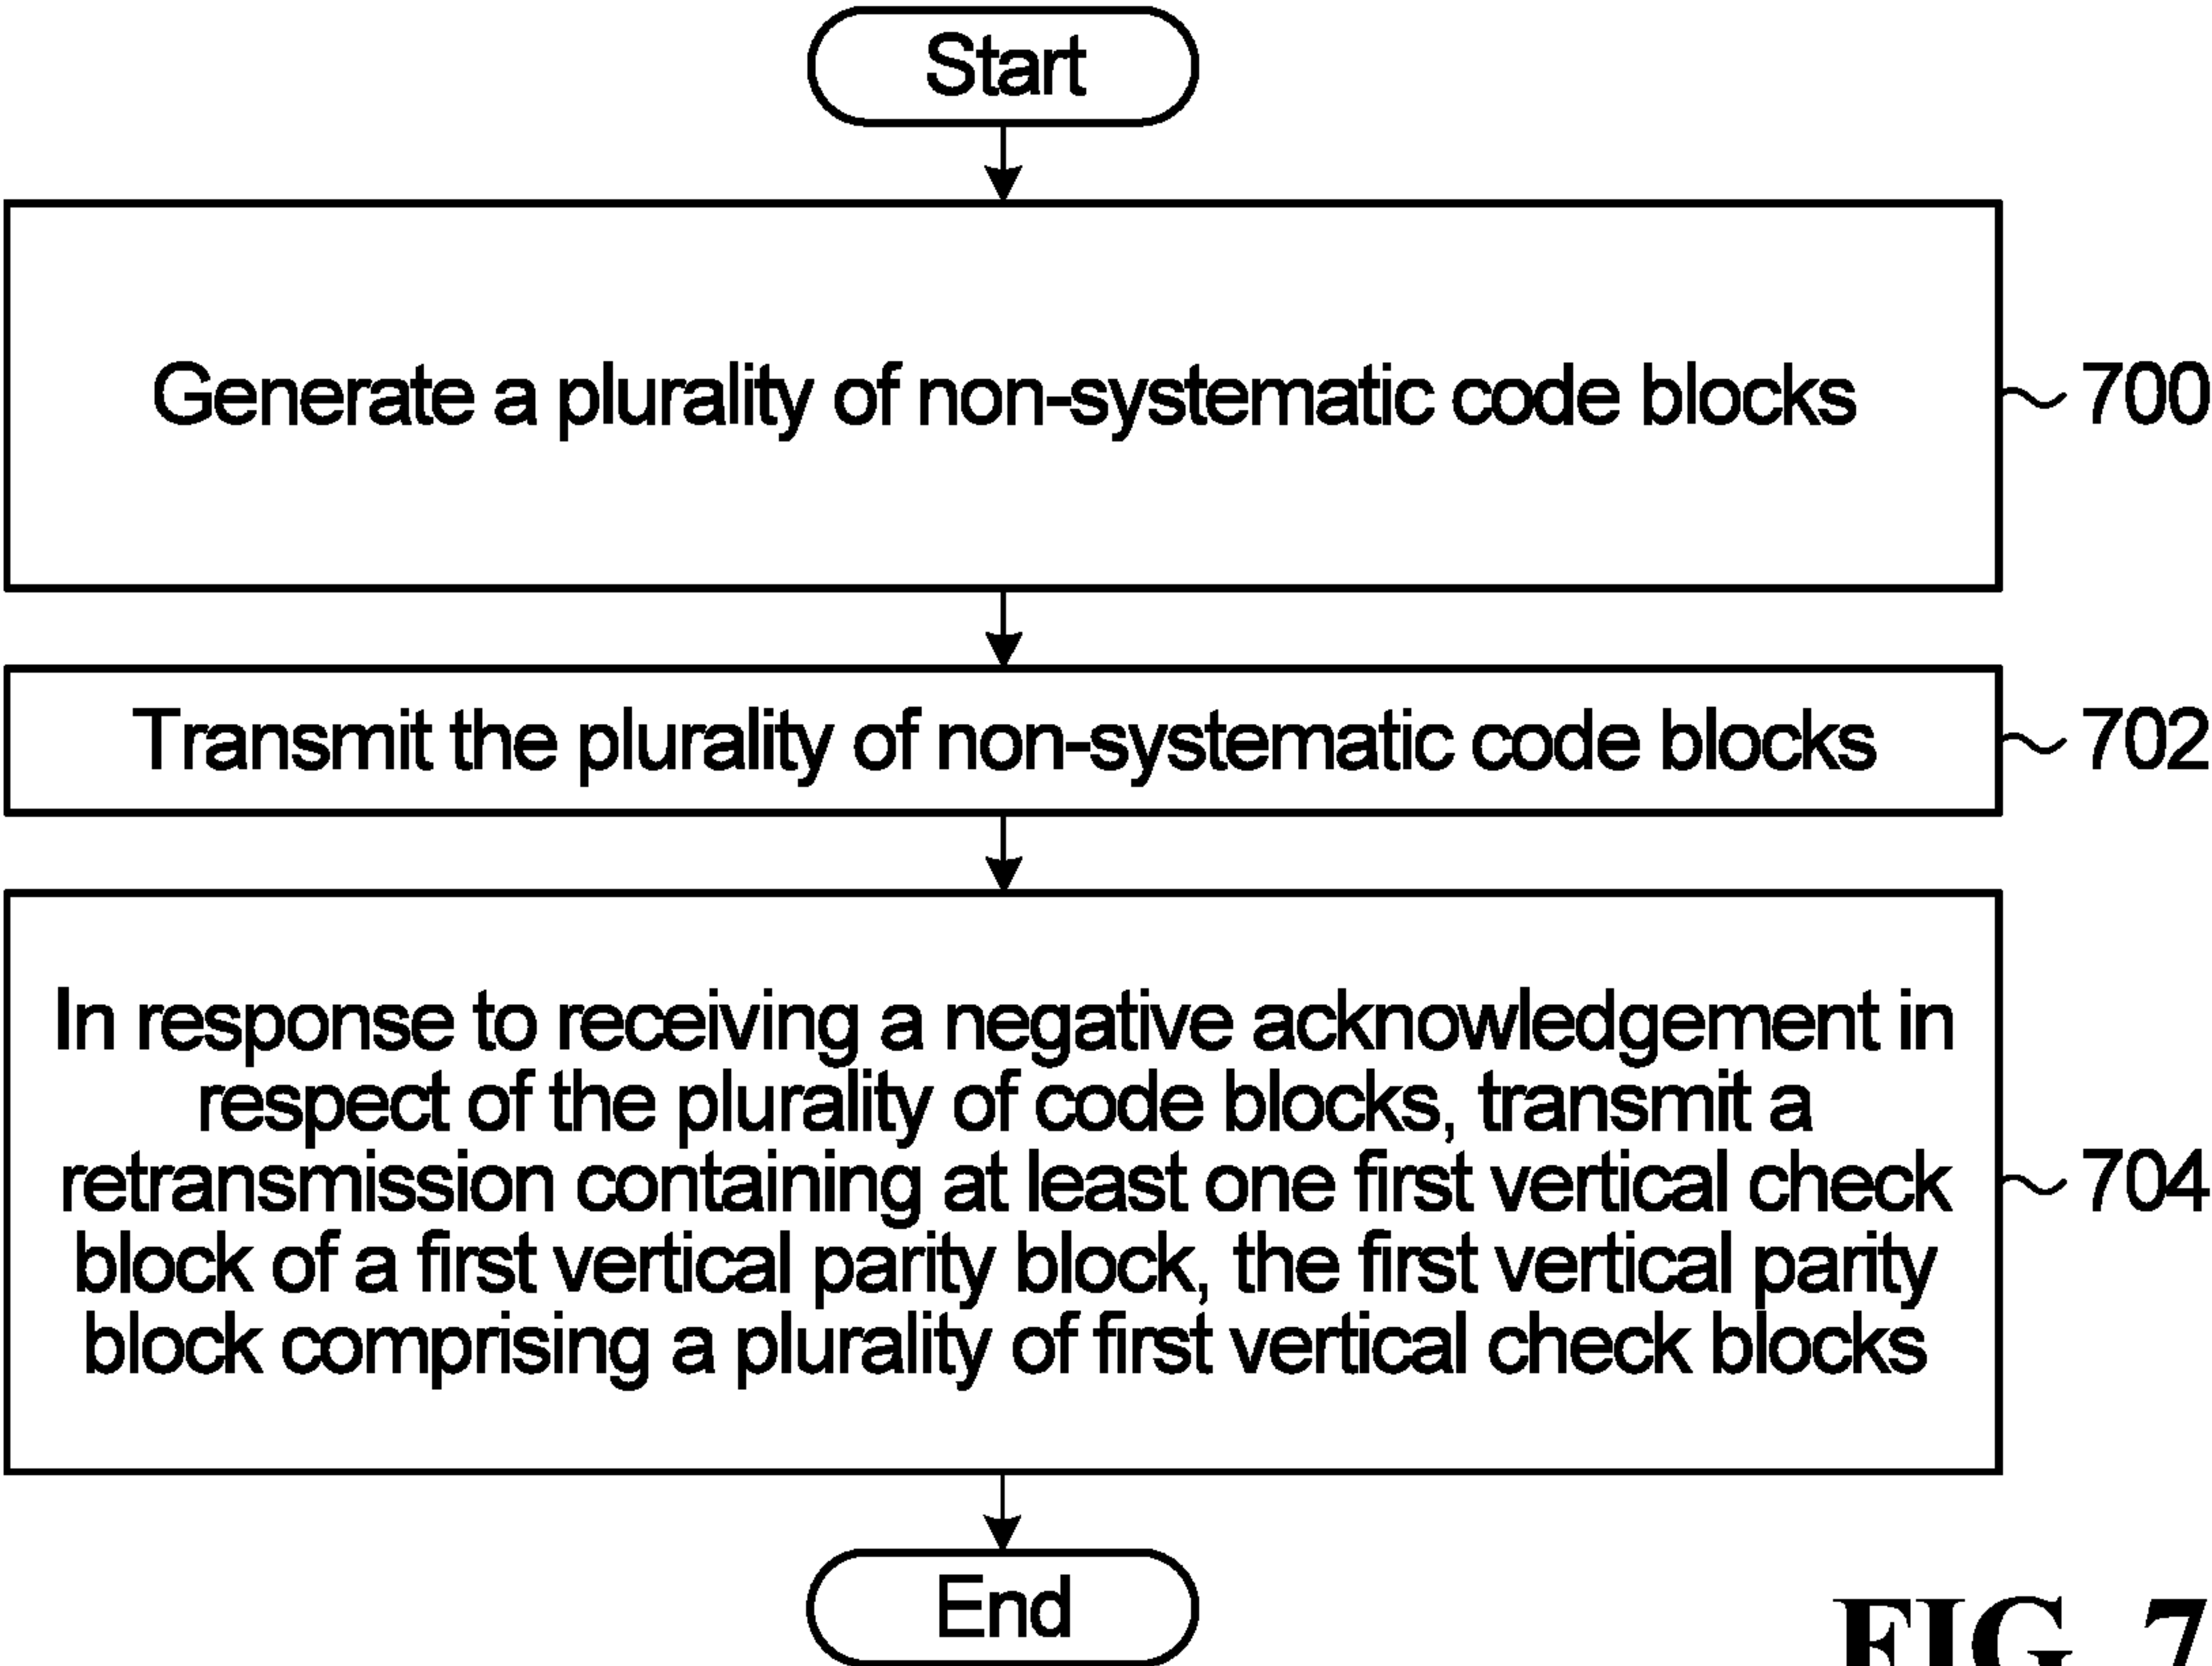 Start
Generate a plurality of non-systematic code blocks
700
Transmit the plurality of non-systematic code blocks
702
In response to receiving a negative acknowledgement in
respect of the plurality of code blocks, transmit a
retransmission containing at least one first vertical check
block of a first vertical parity block, the first vertical parity
block comprising a plurality of first vertical check blocks
704
End
FIG. 7